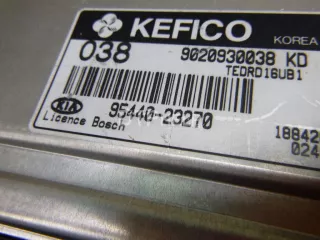 KEFICO KOREA
038 9020930038 KD
TEDRD16UB1
KIA 95440-23270
Licence Bosch 18842
024